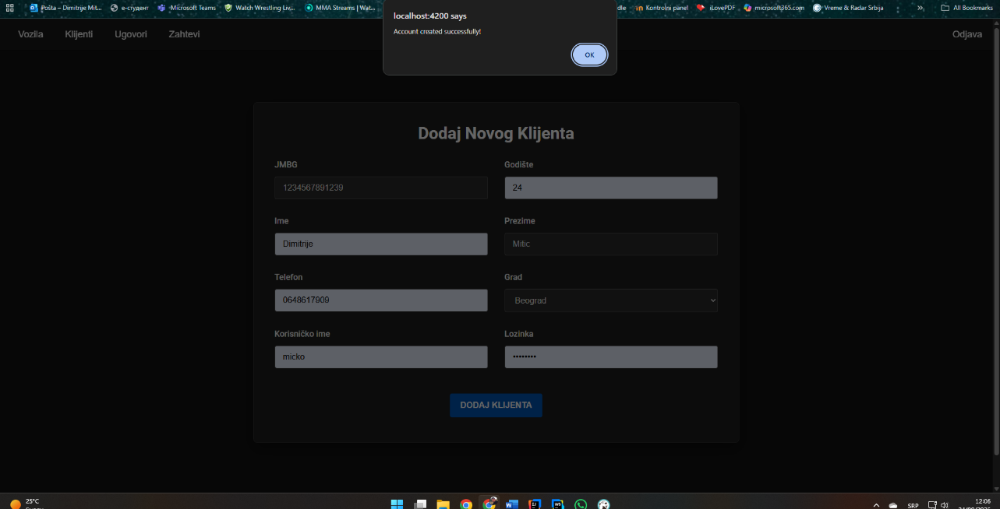 localhost:4200 says
Account created successfully!
OK
Pošta – Dimitrije Mit...
е-студент
Microsoft Teams
Watch Wrestling Liv...
MMA Streams | Wat...
dle
Kontrolni panel
iLovePDF
microsoft365.com
Vreme & Radar Srbija
All Bookmarks
Vozila
Klijenti
Ugovori
Zahtevi
Odjava
Dodaj Novog Klijenta
JMBG
Godište
1234567891239
24
Ime
Prezime
Dimitrije
Mitic
Telefon
Grad
0648617909
Beograd
Korisničko ime
Lozinka
micko
••••••••
DODAJ KLIJENTA
25°C
SRP
12:06